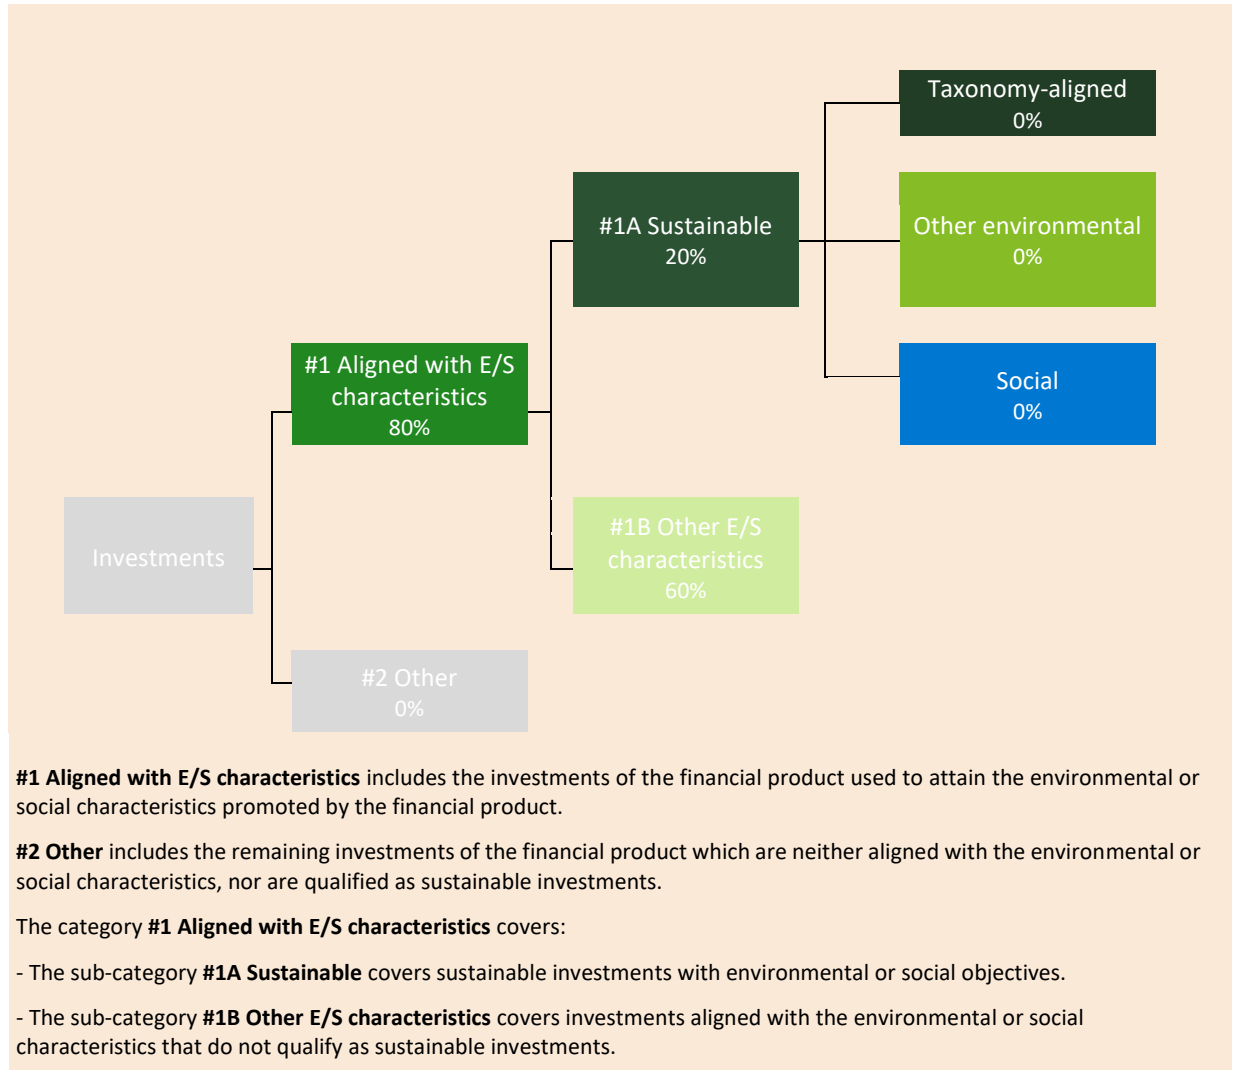 Taxonomy-aligned
0%
#1A Sustainable
20%
Other environmental
0%
#1 Aligned with E/S
characteristics
80%
Social
0%
Investments
#1B Other E/S
characteristics
60%
#2 Other
0%
#1 Aligned with E/S characteristics includes the investments of the financial product used to attain the environmental or
social characteristics promoted by the financial product.
#2 Other includes the remaining investments of the financial product which are neither aligned with the environmental or
social characteristics, nor are qualified as sustainable investments.
The category #1 Aligned with E/S characteristics covers:
- The sub-category #1A Sustainable covers sustainable investments with environmental or social objectives.
- The sub-category #1B Other E/S characteristics covers investments aligned with the environmental or social
characteristics that do not qualify as sustainable investments.